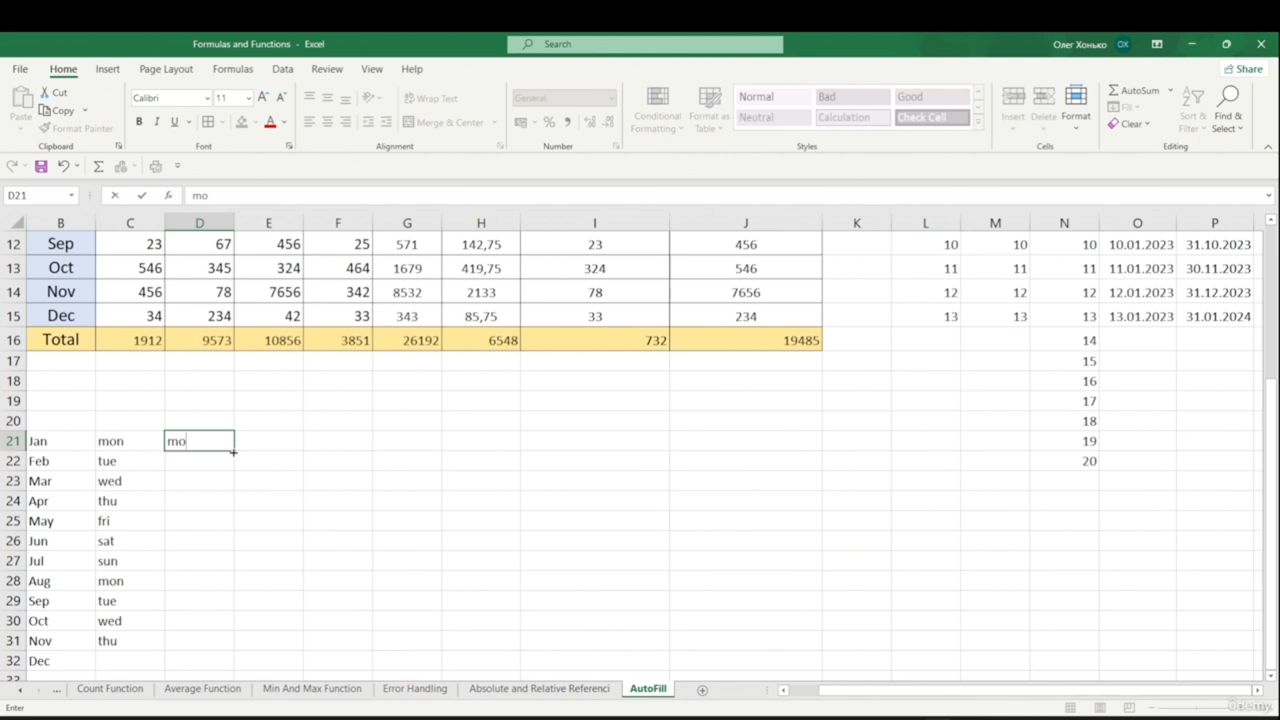 Formulas and Functions - Excel
Search
Олег Хонько
OX
File Home Insert Page Layout Formulas Data Review View Help
Share
Paste
Cut
Copy
Format Painter
Clipboard
Calibri 11
B I U
Font
Wrap Text
Merge & Center
Alignment
General
Number
Conditional Formatting
Format as Table
Normal Bad Good
Neutral Calculation Check Cell
Styles
Insert Delete Format
Cells
AutoSum
Fill
Clear
Sort & Filter
Find & Select
Editing
D21 fx mo
B C D E F G H I J K L M N O P
12 Sep 23 67 456 25 571 142,75 23 456 10 10 10 10.01.2023 31.10.2023
13 Oct 546 345 324 464 1679 419,75 324 546 11 11 11 11.01.2023 30.11.2023
14 Nov 456 78 7656 342 8532 2133 78 7656 12 12 12 12.01.2023 31.12.2023
15 Dec 34 234 42 33 343 85,75 33 234 13 13 13 13.01.2023 31.01.2024
16 Total 1912 9573 10856 3851 26192 6548 732 19485 14
17 15
18 16
19 17
20 18
21 Jan mon mo 19
22 Feb tue 20
23 Mar wed
24 Apr thu
25 May fri
26 Jun sat
27 Jul sun
28 Aug mon
29 Sep tue
30 Oct wed
31 Nov thu
32 Dec
... Count Function Average Function Min And Max Function Error Handling Absolute and Relative Referenci AutoFill
Enter
Udemy